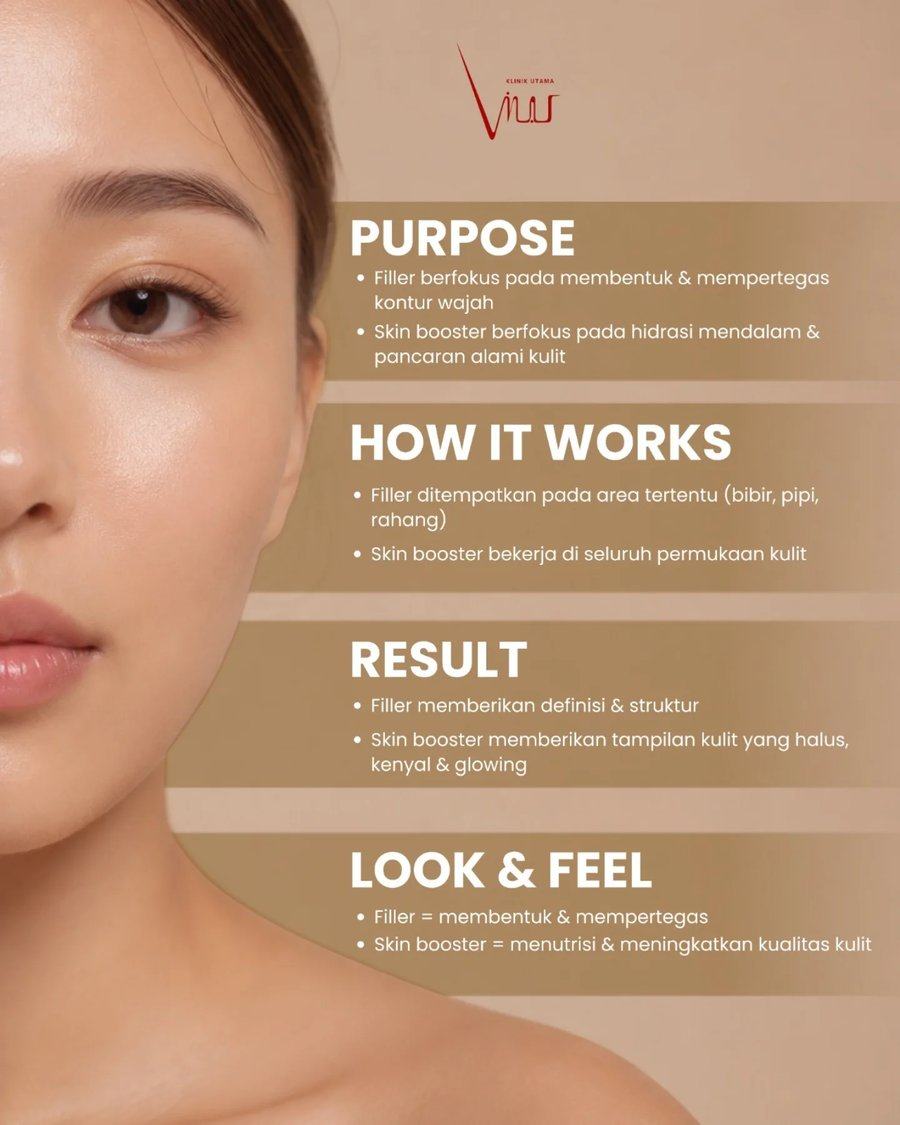 KLINIK UTAMA
PURPOSE
• Filler berfokus pada membentuk & mempertegas
kontur wajah
• Skin booster berfokus pada hidrasi mendalam &
pancaran alami kulit
HOW IT WORKS
• Filler ditempatkan pada area tertentu (bibir, pipi,
rahang)
• Skin booster bekerja di seluruh permukaan kulit
RESULT
• Filler memberikan definisi & struktur
• Skin booster memberikan tampilan kulit yang halus,
kenyal & glowing
LOOK & FEEL
• Filler = membentuk & mempertegas
• Skin booster = menutrisi & meningkatkan kualitas kulit